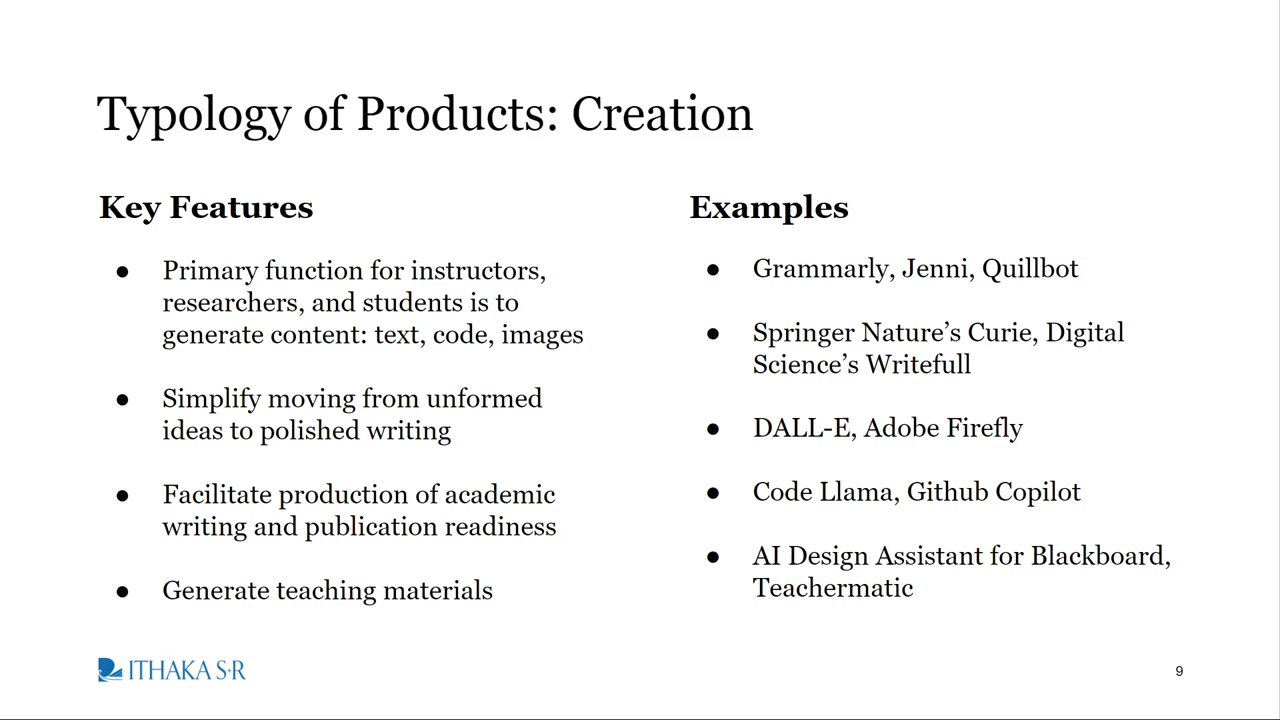 Typology of Products: Creation
Key Features
● Primary function for instructors,
researchers, and students is to
generate content: text, code, images
● Simplify moving from unformed
ideas to polished writing
● Facilitate production of academic
writing and publication readiness
● Generate teaching materials
Examples
● Grammarly, Jenni, Quillbot
● Springer Nature’s Curie, Digital
Science’s Writefull
● DALL-E, Adobe Firefly
● Code Llama, Github Copilot
● AI Design Assistant for Blackboard,
Teachermatic
ITHAKA S+R
9